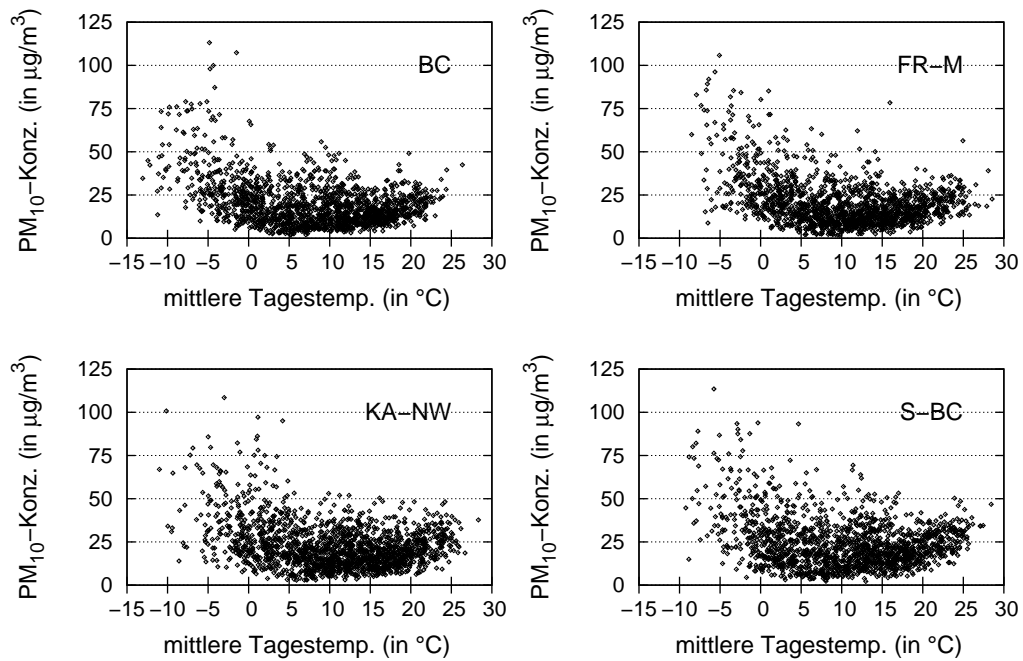 PM10–Konz. (in µg/m3)
125
100
75
50
25
0
BC
−15 −10 −5 0 5 10 15 20 25 30
mittlere Tagestemp. (in °C)
PM10–Konz. (in µg/m3)
125
100
75
50
25
0
FR–M
−15 −10 −5 0 5 10 15 20 25 30
mittlere Tagestemp. (in °C)
PM10–Konz. (in µg/m3)
125
100
75
50
25
0
KA–NW
−15 −10 −5 0 5 10 15 20 25 30
mittlere Tagestemp. (in °C)
PM10–Konz. (in µg/m3)
125
100
75
50
25
0
S–BC
−15 −10 −5 0 5 10 15 20 25 30
mittlere Tagestemp. (in °C)